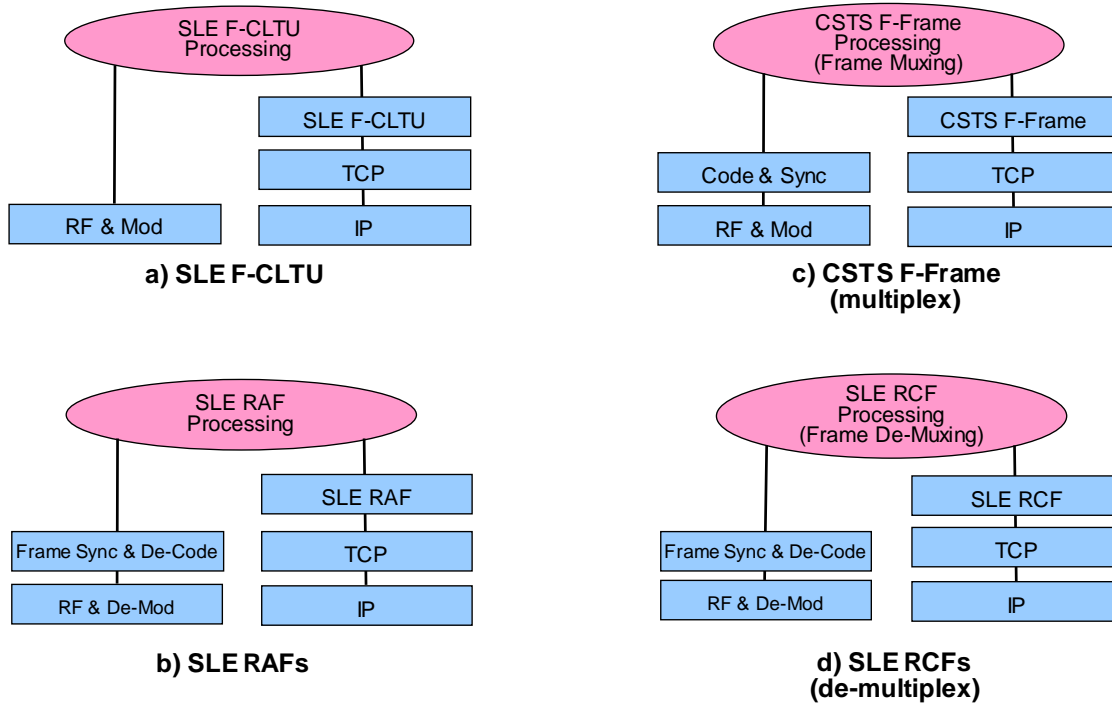 SLE F-CLTU
Processing
SLE F-CLTU
TCP
RF & Mod
IP
a) SLE F-CLTU
CSTS F-Frame
Processing
(Frame Muxing)
CSTS F-Frame
Code & Sync
TCP
RF & Mod
IP
c) CSTS F-Frame
(multiplex)
SLE RAF
Processing
SLE RAF
Frame Sync & De-Code
TCP
RF & De-Mod
IP
b) SLE RAFs
SLE RCF
Processing
(Frame De-Muxing)
SLE RCF
Frame Sync & De-Code
TCP
RF & De-Mod
IP
d) SLE RCFs
(de-multiplex)